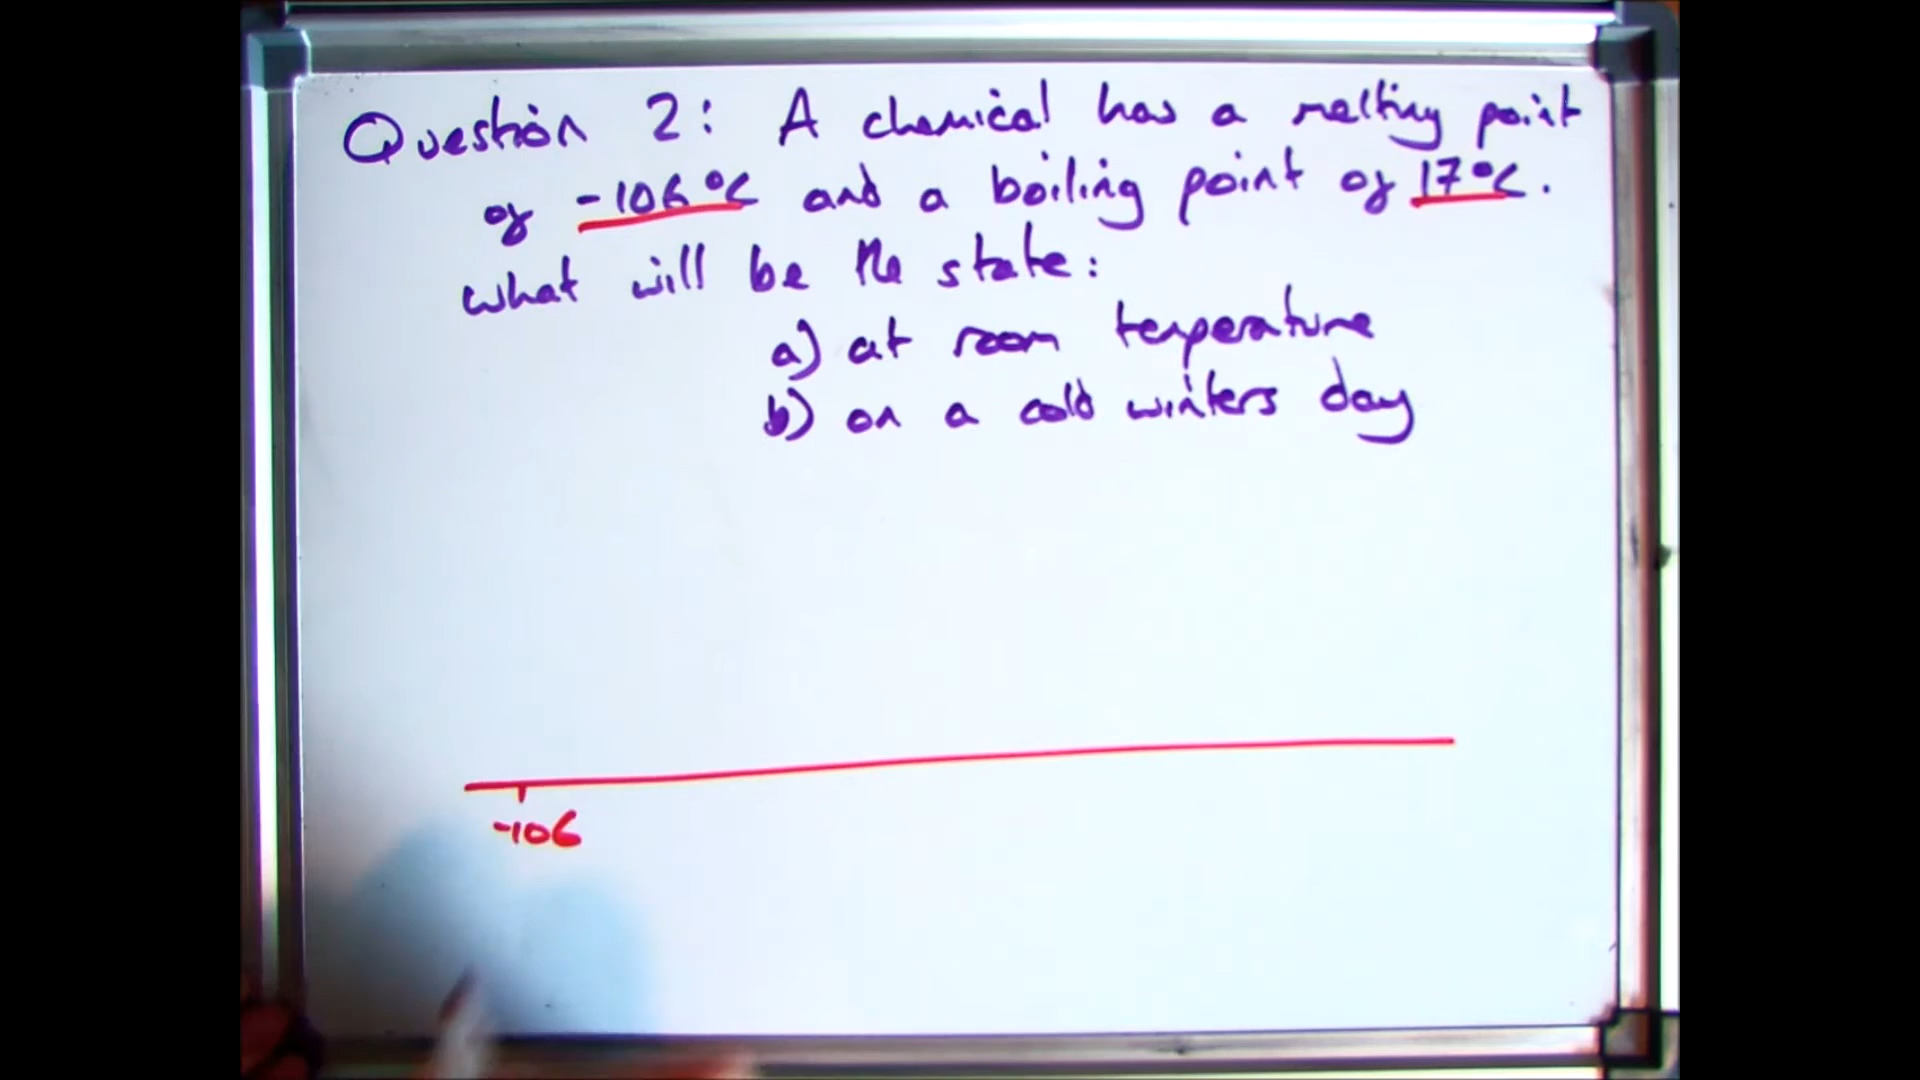 Question 2: A chemical has a melting point
of -106°C and a boiling point of 17°C.
What will be the state:
a) at room temperature
b) on a cold winters day
-106